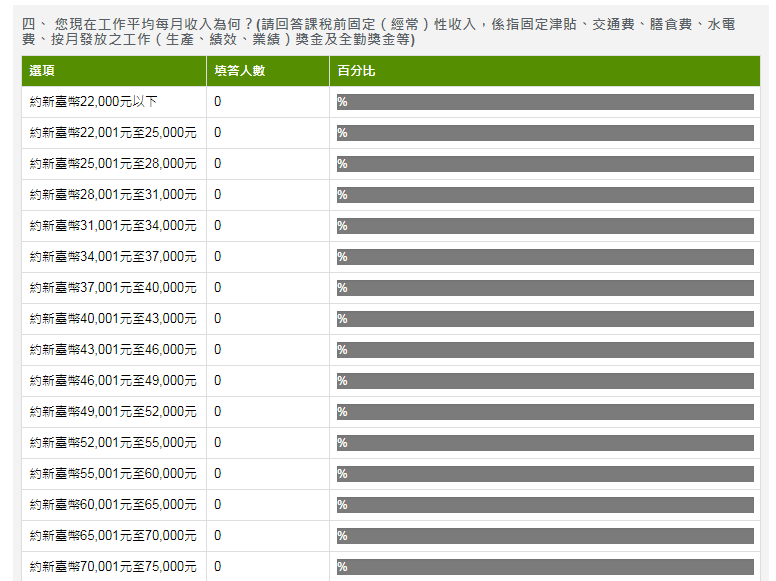 四、 您現在工作平均每月收入為何？(請回答課稅前固定（經常）性收入，係指固定津貼、交通費、膳食費、水電
費、按月發放之工作（生產、績效、業績）獎金及全勤獎金等)
選項 填答人數 百分比
約新臺幣22,000元以下 0 %
約新臺幣22,001元至25,000元 0 %
約新臺幣25,001元至28,000元 0 %
約新臺幣28,001元至31,000元 0 %
約新臺幣31,001元至34,000元 0 %
約新臺幣34,001元至37,000元 0 %
約新臺幣37,001元至40,000元 0 %
約新臺幣40,001元至43,000元 0 %
約新臺幣43,001元至46,000元 0 %
約新臺幣46,001元至49,000元 0 %
約新臺幣49,001元至52,000元 0 %
約新臺幣52,001元至55,000元 0 %
約新臺幣55,001元至60,000元 0 %
約新臺幣60,001元至65,000元 0 %
約新臺幣65,001元至70,000元 0 %
約新臺幣70,001元至75,000元 0 %